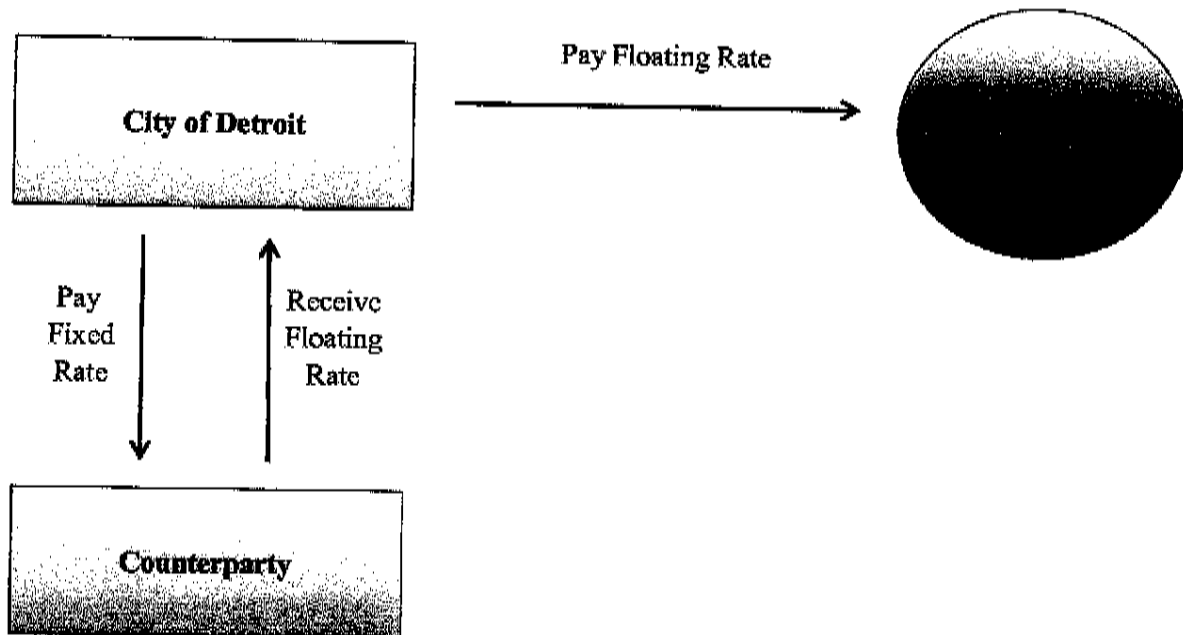 City of Detroit
Pay Floating Rate
Pay
Fixed
Rate
Receive
Floating
Rate
Counterparty